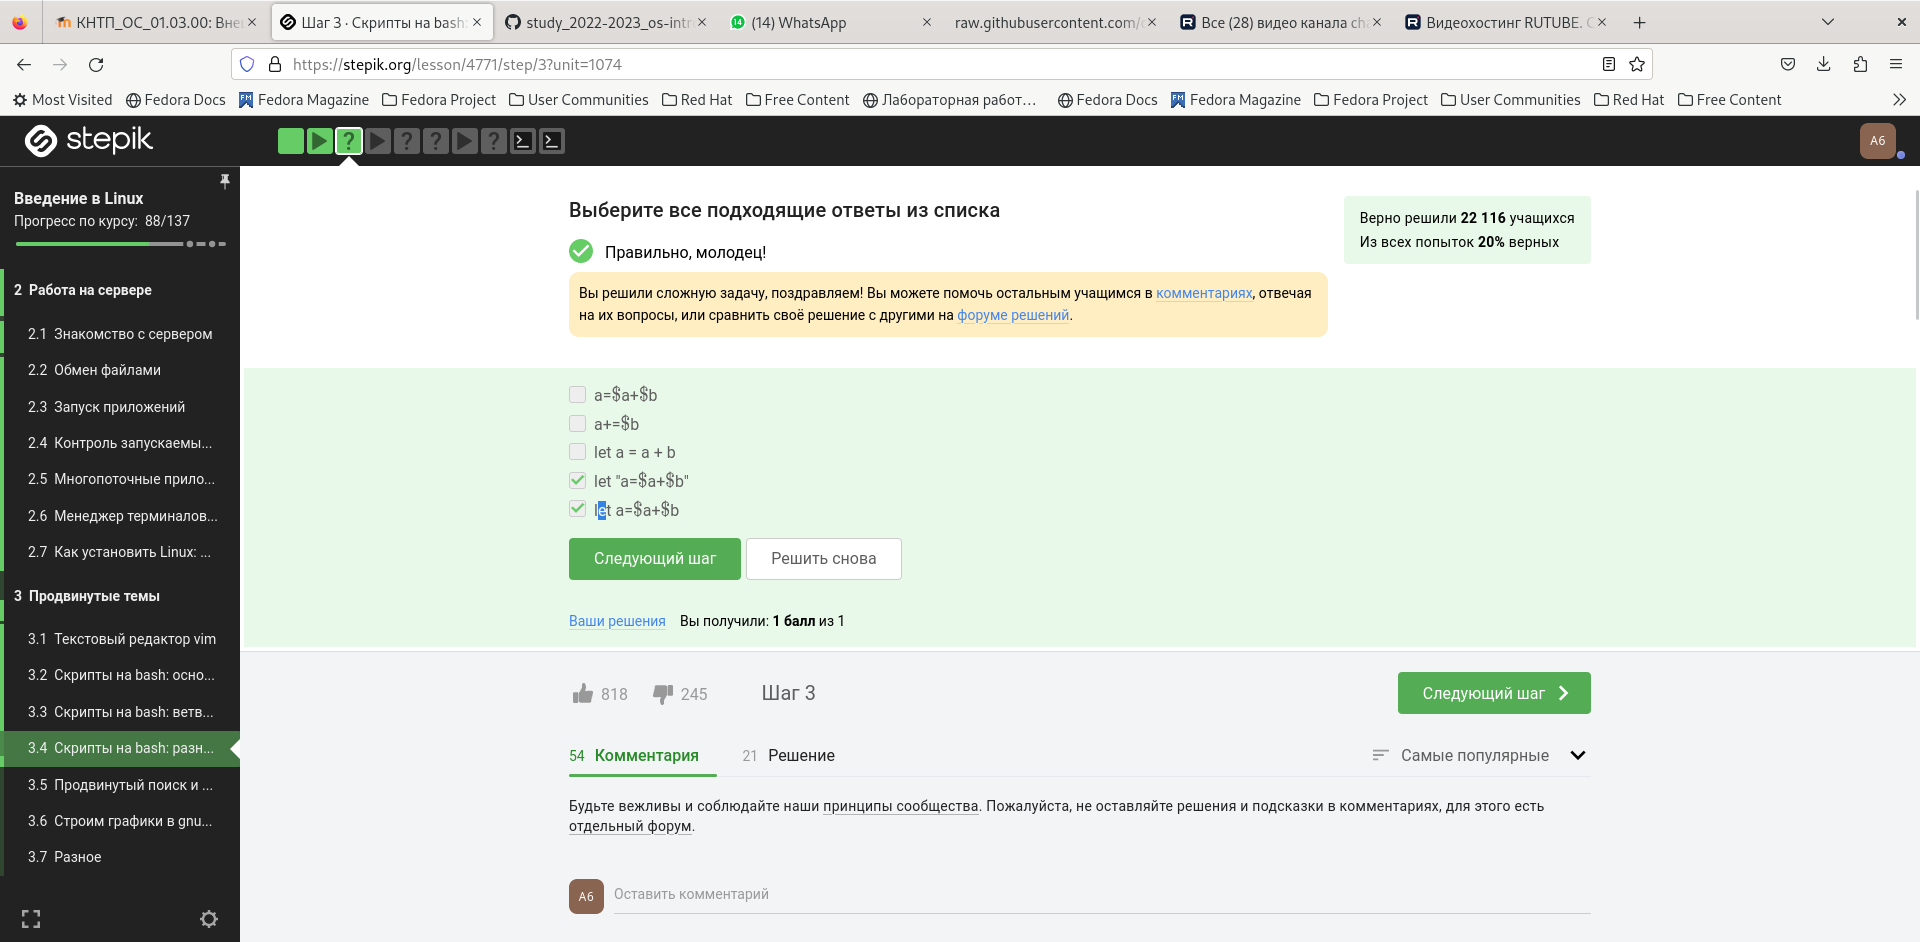 КНТП_ОС_01.03.00: Вне
Шаг 3 · Скрипты на bash:
study_2022-2023_os-intr
(14) WhatsApp
raw.githubusercontent.com/
Все (28) видео канала
Видеохостинг RUTUBE.
https://stepik.org/lesson/4771/step/3?unit=1074
Most Visited
Fedora Docs
Fedora Magazine
Fedora Project
User Communities
Red Hat
Free Content
Лабораторная работ…
Fedora Docs
Fedora Magazine
Fedora Project
User Communities
Red Hat
Free Content
stepik
A6
Введение в Linux
Прогресс по курсу: 88/137
2 Работа на сервере
2.1 Знакомство с сервером
2.2 Обмен файлами
2.3 Запуск приложений
2.4 Контроль запускаемы...
2.5 Многопоточные прило...
2.6 Менеджер терминалов...
2.7 Как установить Linux: ...
3 Продвинутые темы
3.1 Текстовый редактор vim
3.2 Скрипты на bash: осно...
3.3 Скрипты на bash: ветв...
3.4 Скрипты на bash: разн...
3.5 Продвинутый поиск и ...
3.6 Строим графики в gnu...
3.7 Разное
Выберите все подходящие ответы из списка
Правильно, молодец!
Верно решили 22 116 учащихся
Из всех попыток 20% верных
Вы решили сложную задачу, поздравляем! Вы можете помочь остальным учащимся в комментариях, отвечая
на их вопросы, или сравнить своё решение с другими на форуме решений.
a=$a+$b
a+=$b
let a = a + b
let "a=$a+$b"
let a=$a+$b
Следующий шаг
Решить снова
Ваши решения Вы получили: 1 балл из 1
818
245
Шаг 3
Следующий шаг
54 Комментария
21 Решение
Самые популярные
Будьте вежливы и соблюдайте наши принципы сообщества. Пожалуйста, не оставляйте решения и подсказки в комментариях, для этого есть
отдельный форум.
A6
Оставить комментарий